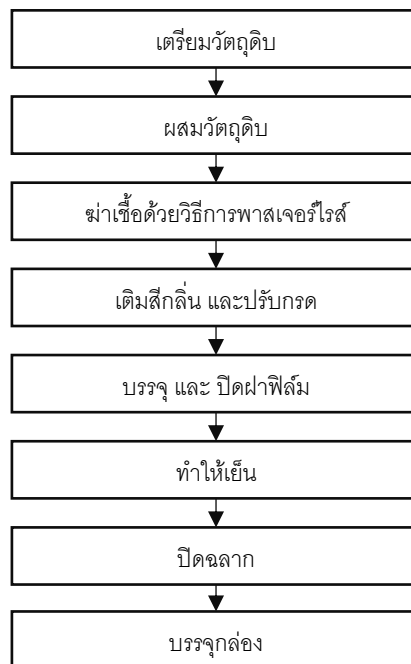 เตรียมวัตถุดิบ
ผสมวัตถุดิบ
ฆ่าเชื้อด้วยวิธีการพาสเจอร์ไรส์
เติมสีกลิ่น และปรับกรด
บรรจุ และ ปิดฝาฟิล์ม
ทำให้เย็น
ปิดฉลาก
บรรจุกล่อง